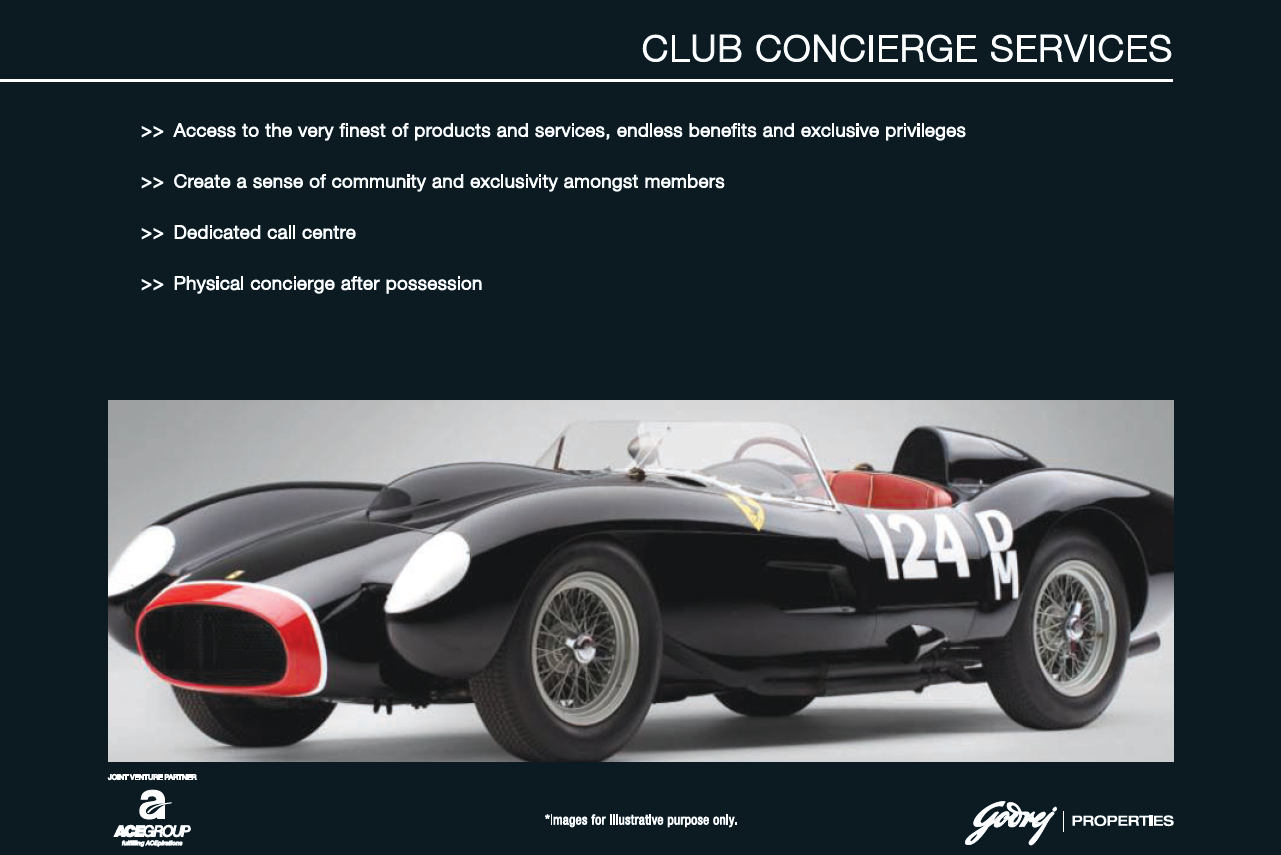 CLUB CONCIERGE SERVICES
>> Access to the very finest of products and services, endless benefits and exclusive privileges
>> Create a sense of community and exclusivity amongst members
>> Dedicated call centre
>> Physical concierge after possession
124
D
M
JOINT VENTURE PARTNER
a
ACEGROUP
fulfilling ACEpirations
*Images for illustrative purpose only.
Godrej | PROPERTIES